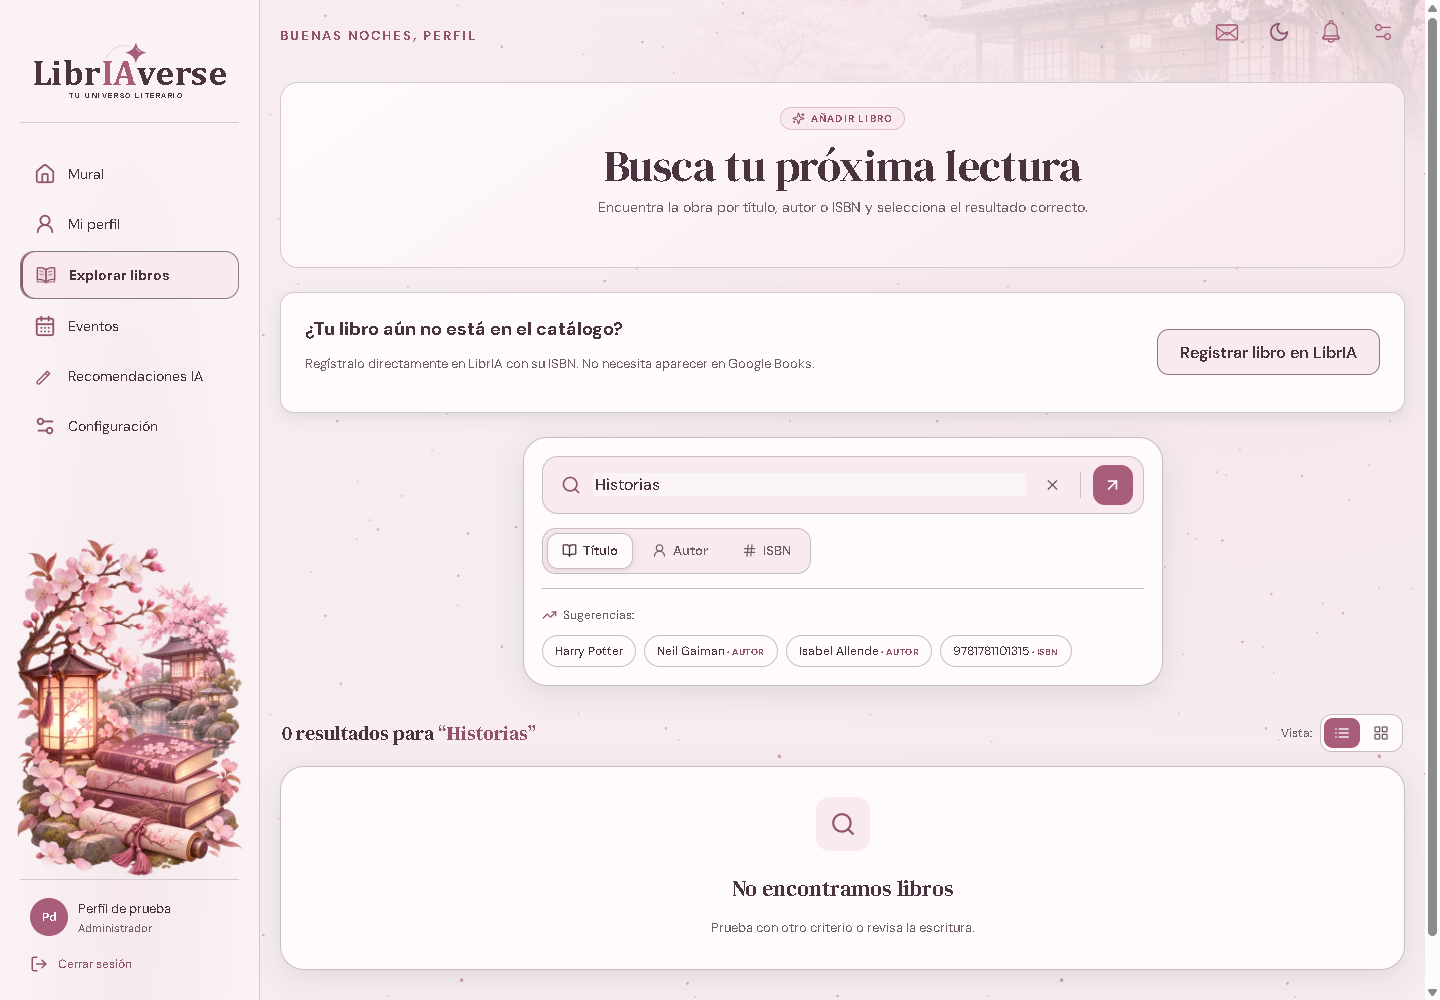 LibrIAverse
TU UNIVERSO LITERARIO
Mural
Mi perfil
Explorar libros
Eventos
Recomendaciones IA
Configuración
Pd
Perfil de prueba
Administrador
Cerrar sesión
BUENAS NOCHES, PERFIL
AÑADIR LIBRO
Busca tu próxima lectura
Encuentra la obra por título, autor o ISBN y selecciona el resultado correcto.
¿Tu libro aún no está en el catálogo?
Regístralo directamente en LibrIA con su ISBN. No necesita aparecer en Google Books.
Registrar libro en LibrIA
Historias
Título Autor ISBN
Sugerencias:
Harry Potter Neil Gaiman · AUTOR Isabel Allende · AUTOR 9781781101315 · ISBN
0 resultados para “Historias”
Vista:
No encontramos libros
Prueba con otro criterio o revisa la escritura.